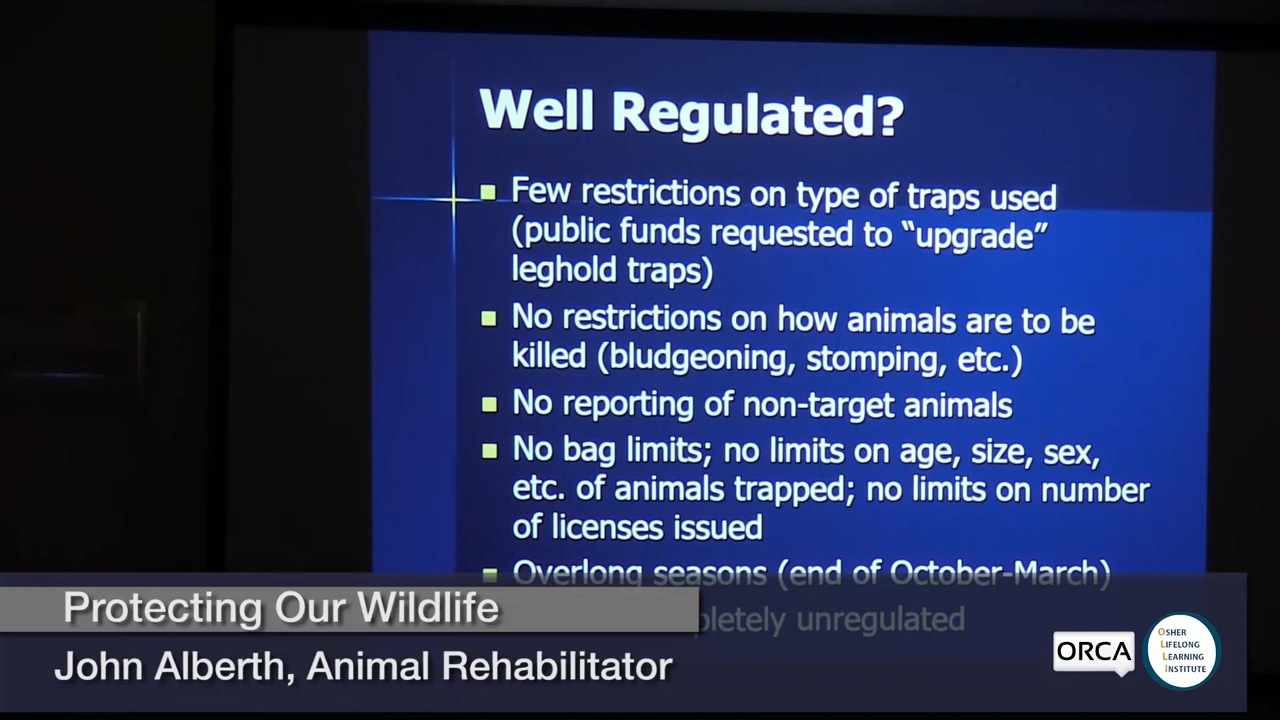 Well Regulated?
Few restrictions on type of traps used
(public funds requested to “upgrade”
leghold traps)
No restrictions on how animals are to be
killed (bludgeoning, stomping, etc.)
No reporting of non-target animals
No bag limits; no limits on age, size, sex,
etc. of animals trapped; no limits on number
of licenses issued
Overlong seasons (end of October-March)
unregulated
Protecting Our Wildlife
John Alberth, Animal Rehabilitator
ORCA
OSHER
LIFELONG
LEARNING
INSTITUTE